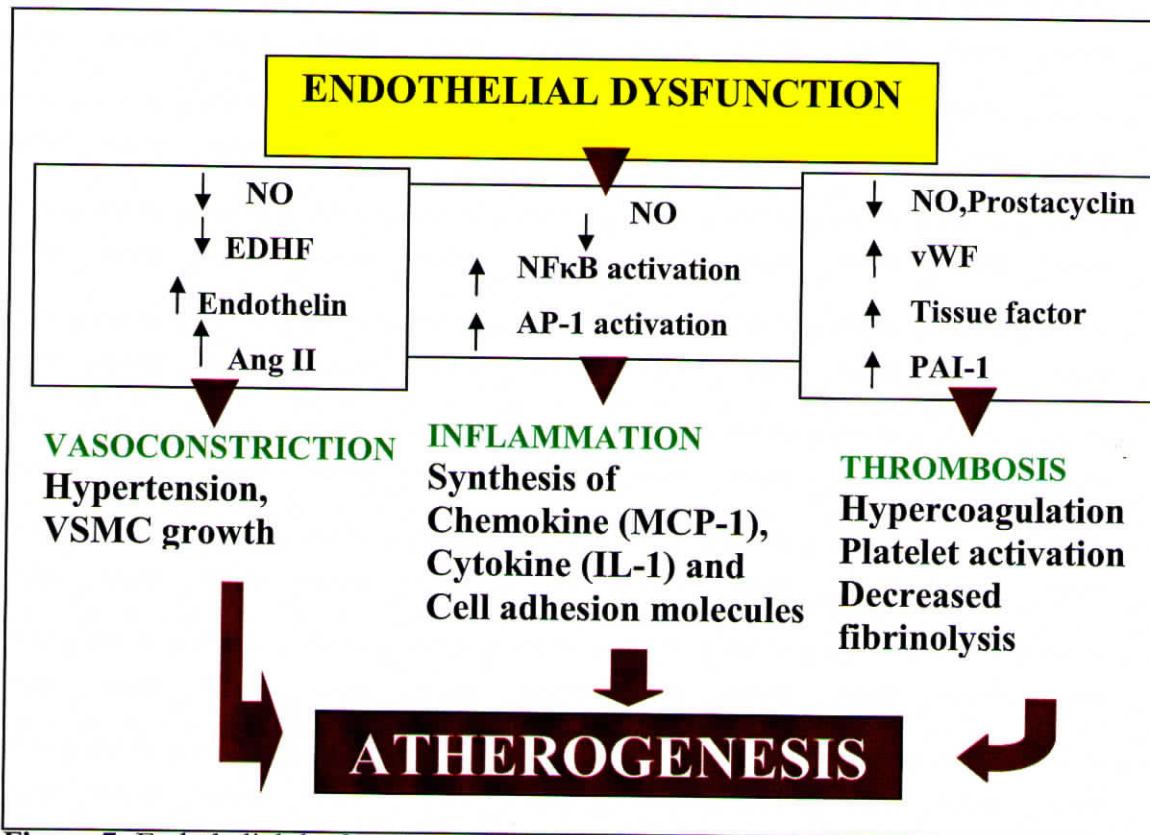 ENDOTHELIAL DYSFUNCTION
↓ NO
↓ EDHF
↑ Endothelin
↑ Ang II
↓ NO
↑ NFκB activation
↑ AP-1 activation
↓ NO,Prostacyclin
↑ vWF
↑ Tissue factor
↑ PAI-1
VASOCONSTRICTION
Hypertension,
VSMC growth
INFLAMMATION
Synthesis of
Chemokine (MCP-1),
Cytokine (IL-1) and
Cell adhesion molecules
THROMBOSIS
Hypercoagulation
Platelet activation
Decreased
fibrinolysis
ATHEROGENESIS